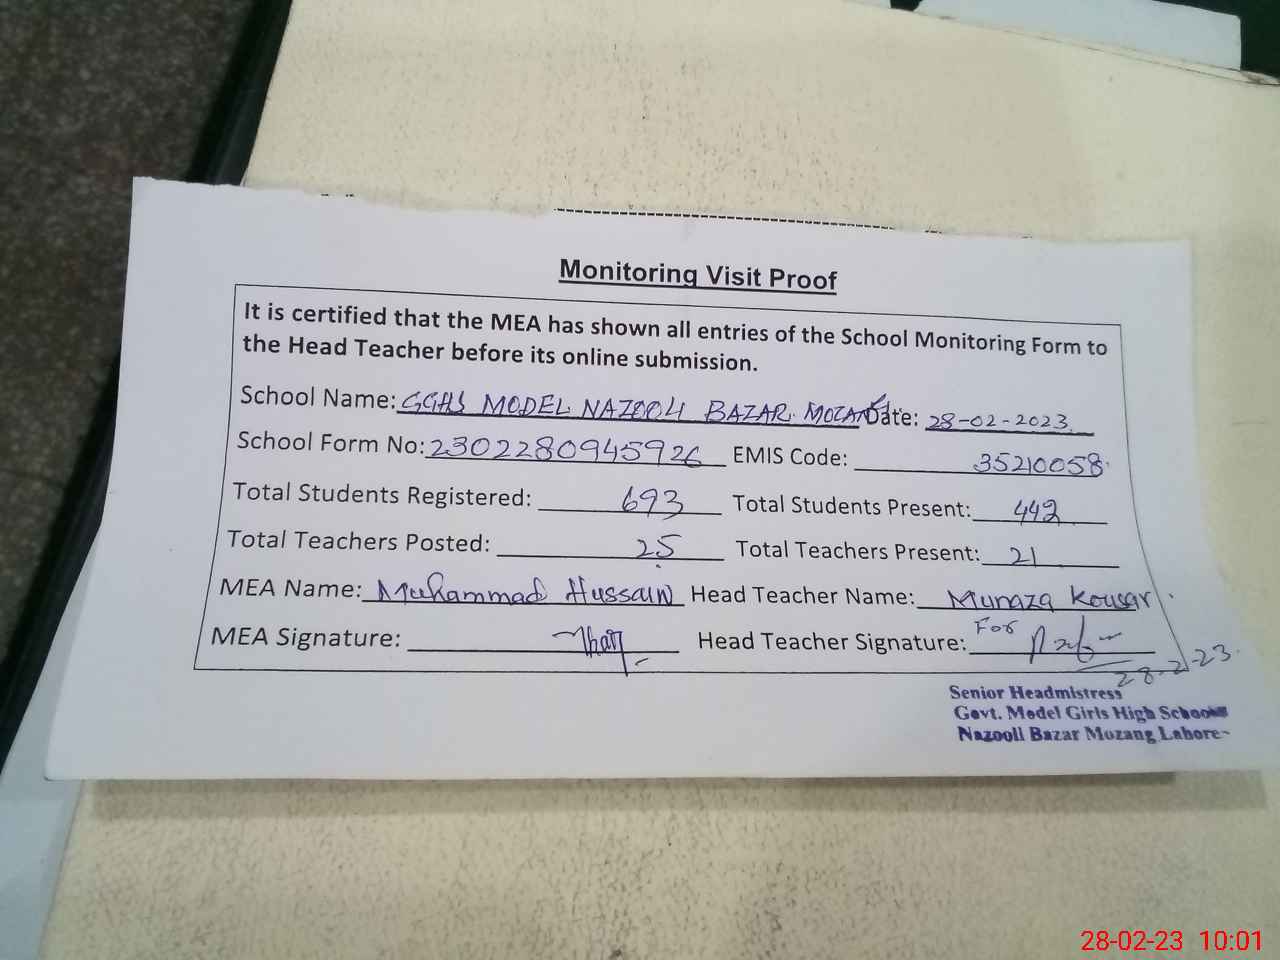 Monitoring Visit Proof
It is certified that the MEA has shown all entries of the School Monitoring Form to
the Head Teacher before its online submission.
School Name: GGHS MODEL NAZOOLI BAZAR MOZANG Date: 28-02-2023
School Form No: 2302280945926 EMIS Code: 35210058
Total Students Registered: 693 Total Students Present: 442
Total Teachers Posted: 25 Total Teachers Present: 21
MEA Name: Muhammad Hussain Head Teacher Name: Munaza Kousar
MEA Signature: Head Teacher Signature: For
28-2-23
Senior Headmistress
Govt. Model Girls High School
Nazooli Bazar Mozang Lahore
28-02-23 10:01